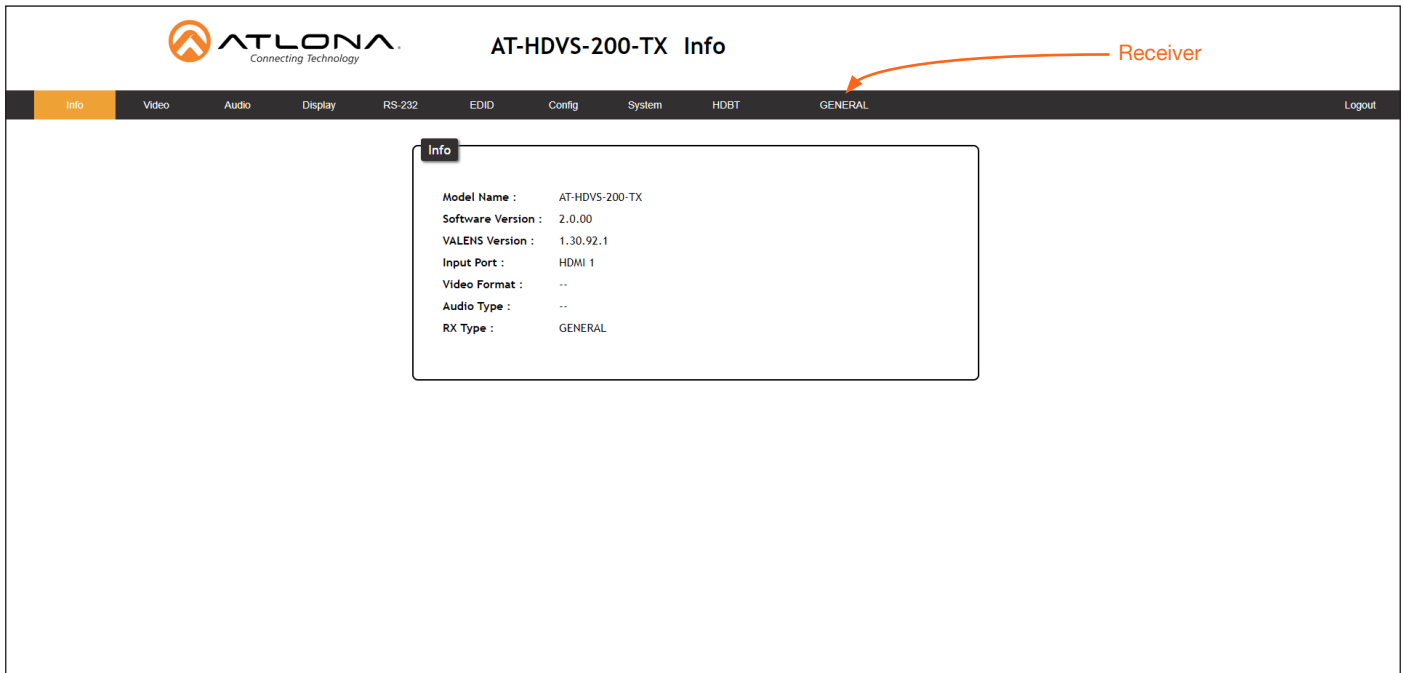 ATLONA.
Connecting Technology
AT-HDVS-200-TX Info
Receiver
Info Video Audio Display RS-232 EDID Config System HDBT GENERAL Logout
Info
Model Name : AT-HDVS-200-TX
Software Version : 2.0.00
VALENS Version : 1.30.92.1
Input Port : HDMI 1
Video Format : --
Audio Type : --
RX Type : GENERAL